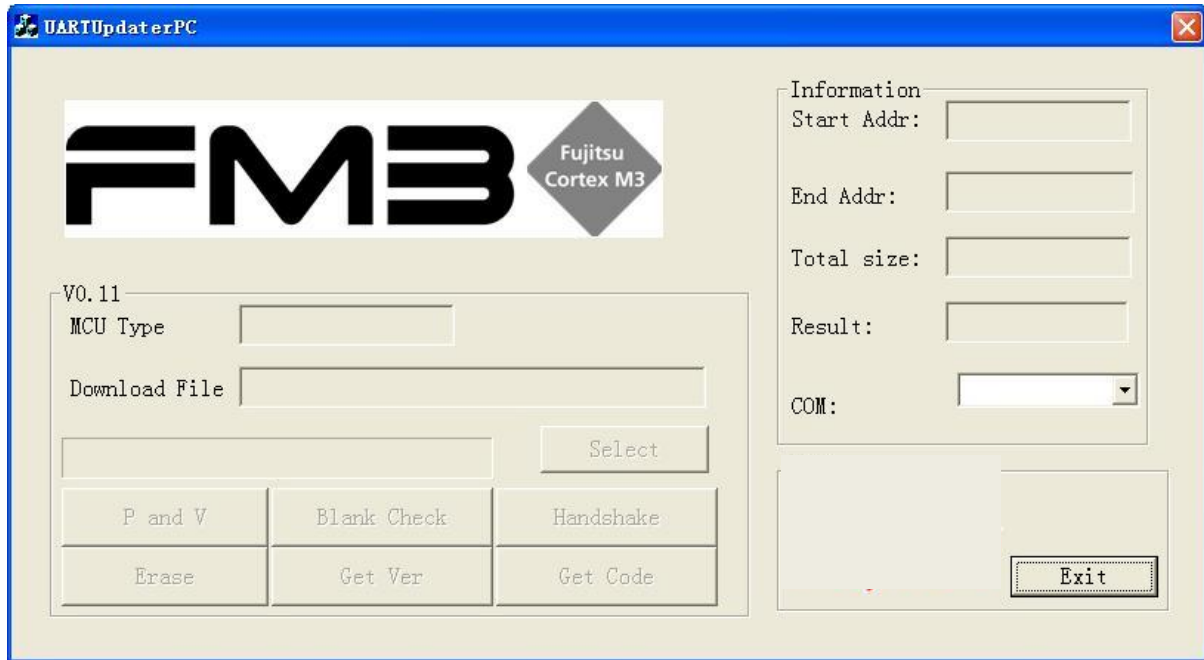 UARTUpdaterPC
FM3
Fujitsu
Cortex M3
V0.11
MCU Type
Download File
Select
P and V
Blank Check
Handshake
Erase
Get Ver
Get Code
Information
Start Addr:
End Addr:
Total size:
Result:
COM:
Exit